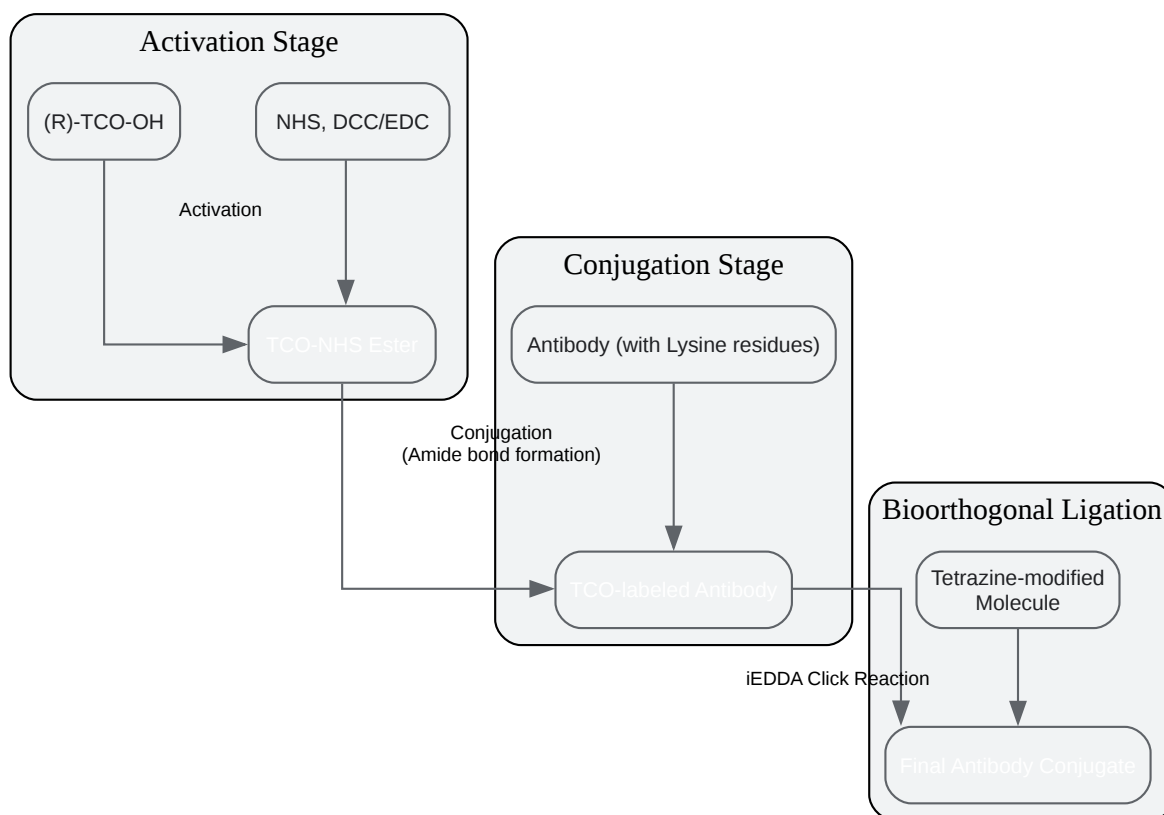 Activation Stage
(R)-TCO-OH
NHS, DCC/EDC
Activation
TCO-NHS Ester
Conjugation Stage
Antibody (with Lysine residues)
Conjugation
(Amide bond formation)
TCO-labeled Antibody
Bioorthogonal Ligation
Tetrazine-modified
Molecule
iEDDA Click Reaction
Final Antibody Conjugate